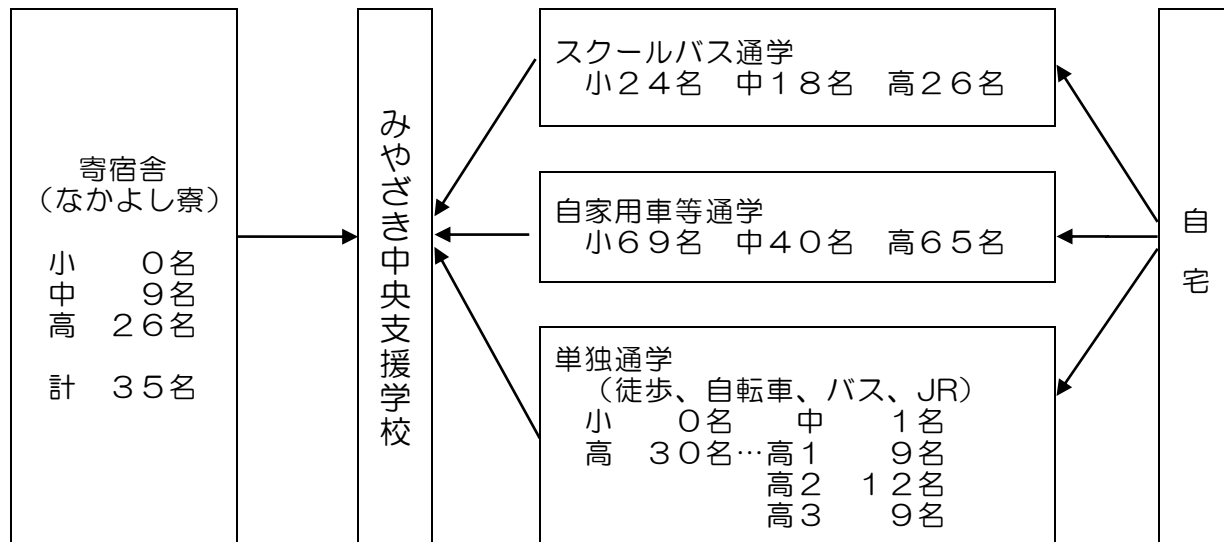 寄宿舎
(なかよし寮)
小 0名
中 9名
高 26名
計 35名
みやざき中央支援学校
スクールバス通学
小24名 中18名 高26名
自家用車等通学
小69名 中40名 高65名
単独通学
(徒歩、自転車、バス、JR)
小 0名 中 1名
高 30名…高1 9名
高2 12名
高3 9名
自宅